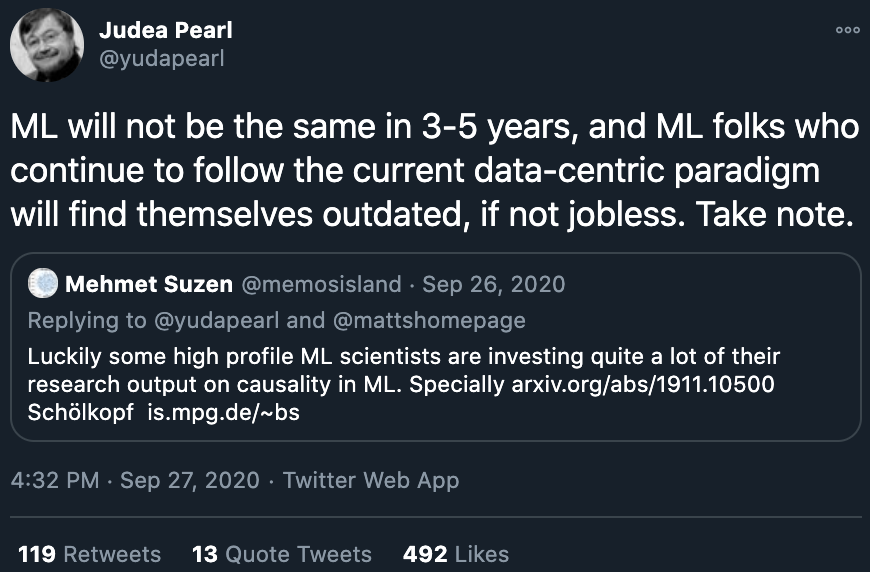 Judea Pearl
@yudapearl
ML will not be the same in 3-5 years, and ML folks who
continue to follow the current data-centric paradigm
will find themselves outdated, if not jobless. Take note.
Mehmet Suzen @memosisland · Sep 26, 2020
Replying to @yudapearl and @mattshomepage
Luckily some high profile ML scientists are investing quite a lot of their
research output on causality in ML. Specially arxiv.org/abs/1911.10500
Schölkopf is.mpg.de/~bs
4:32 PM · Sep 27, 2020 · Twitter Web App
119 Retweets 13 Quote Tweets 492 Likes